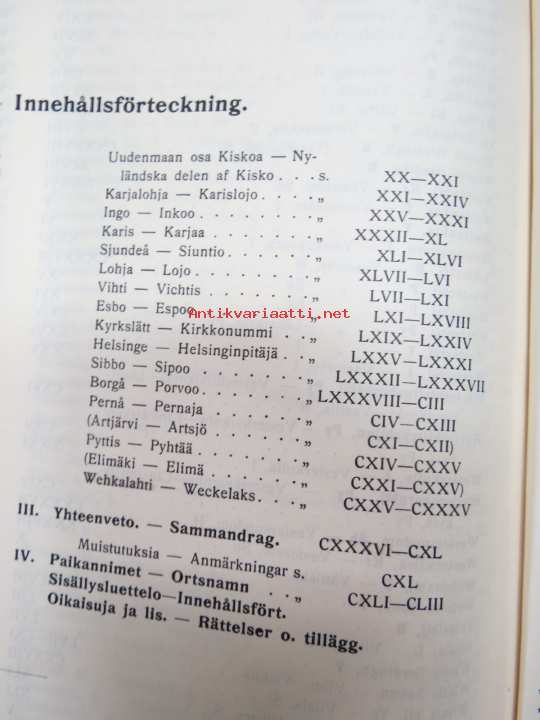 Innehållsförteckning.
Uudenmaan osa Kiskoa — Ny-
ländska delen af Kisko . . . s. XX—XXI
Karjalohja — Karislojo . . . . „ XXI—XXIV
Ingo — Inkoo . . . . . . . . „ XXV—XXXI
Karis — Karjaa . . . . . . . „ XXXII—XL
Sjundeå — Siuntio . . . . . . „ XLI—XLVI
Lohja — Lojo . . . . . . . . „ XLVII—LVI
Vihti — Vichtis . . . . . . . „ LVII—LXI
Esbo — Espoo . . . . . . . „ LXI—LXVIII
Antikvariaatti.net
Kyrkslätt — Kirkkonummi . . „ LXIX—LXXIV
Helsinge — Helsinginpitäjä . . „ LXXV—LXXXI
Sibbo — Sipoo . . . . . . . „ LXXXII—LXXXVII
Borgå — Porvoo . . . . . . „ LXXXVIII—CIII
Pernå — Pernaja . . . . . . „ CIV—CXIII
(Artjärvi — Artsjö . . . . . „ CXI—CXII)
Pyttis — Pyhtää . . . . . . „ CXIV—CXXV
(Elimäki — Elimä . . . . . . „ CXXI—CXXV)
Wehkalahti — Weckelaks . . . „ CXXV—CXXXV
III. Yhteenveto. — Sammandrag. CXXXVI—CXL
Muistutuksia — Anmärkningar s. CXL
IV. Paikannimet — Ortsnamn . . „ CXLI—CLIII
Sisällysluettelo—Innehållsfört.
Oikaisuja ja lis. — Rättelser o. tillägg.